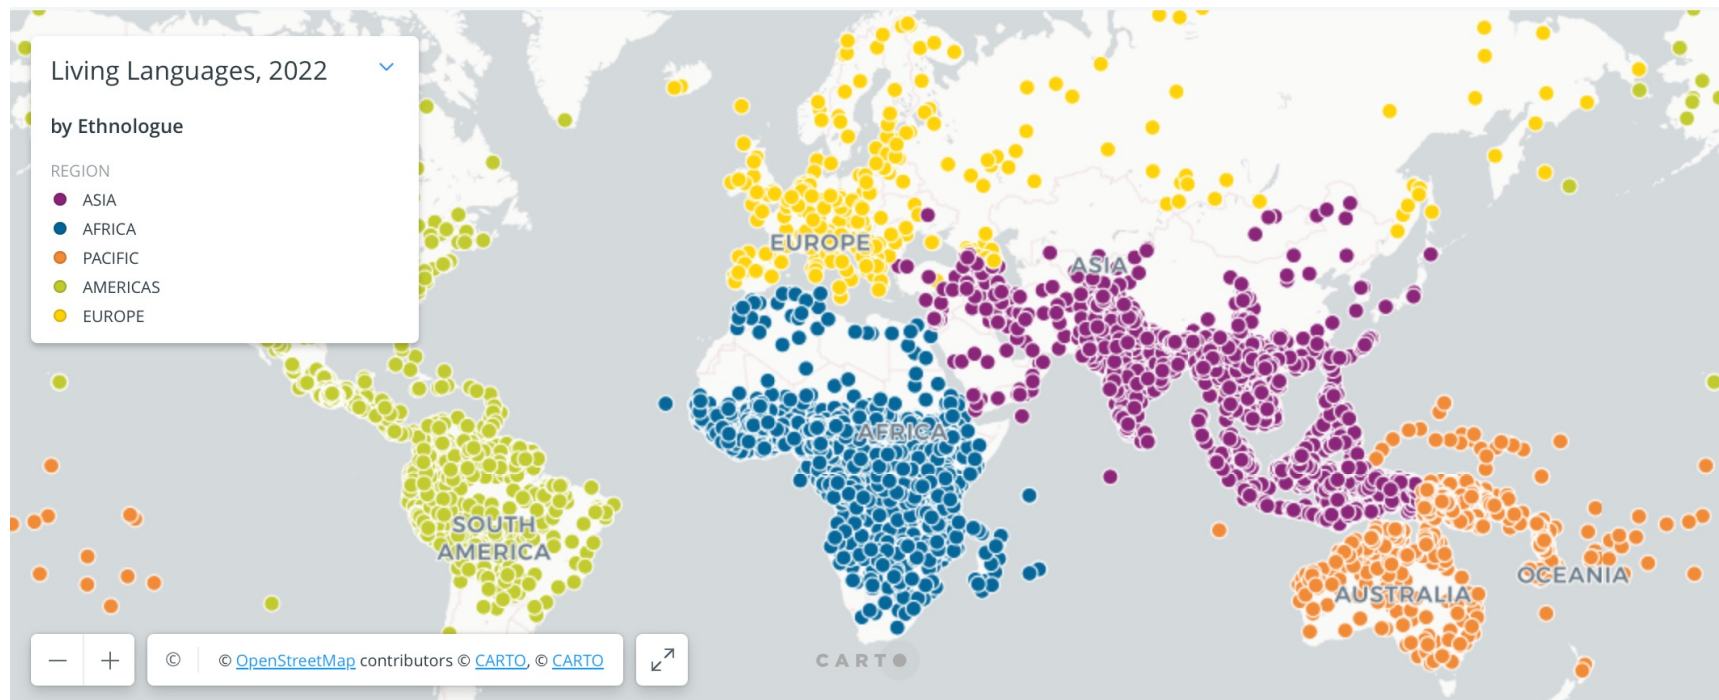 Living Languages, 2022
by Ethnologue
REGION
ASIA
AFRICA
PACIFIC
AMERICAS
EUROPE
EUROPE
ASIA
AFRICA
SOUTH
AMERICA
OCEANIA
AUSTRALIA
© © OpenStreetMap contributors © CARTO, © CARTO
CARTO